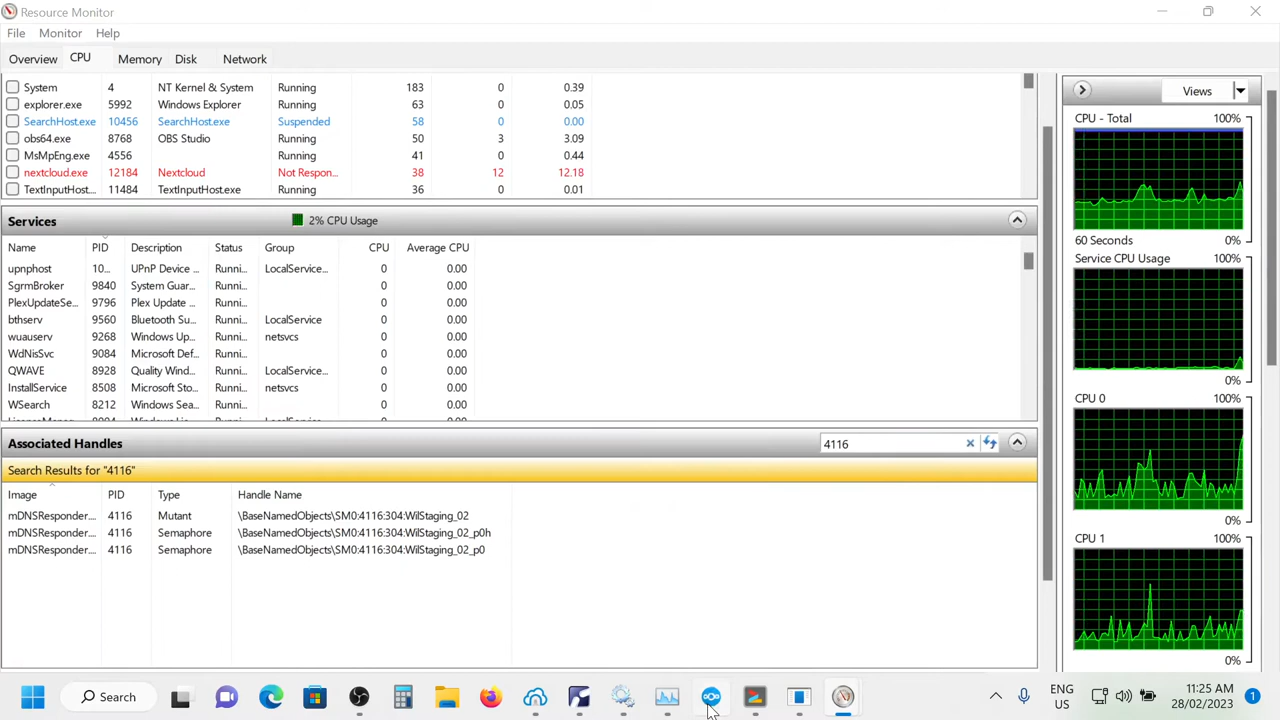 Resource Monitor
File Monitor Help
Overview CPU Memory Disk Network
System 4 NT Kernel & System Running 183 0 0.39
explorer.exe 5992 Windows Explorer Running 63 0 0.05
SearchHost.exe 10456 SearchHost.exe Suspended 58 0 0.00
obs64.exe 8768 OBS Studio Running 50 3 3.09
MsMpEng.exe 4556 Running 41 0 0.44
nextcloud.exe 12184 Nextcloud Not Respon... 38 12 12.18
TextInputHost... 11484 TextInputHost.exe Running 36 0 0.01
Services 2% CPU Usage
Name PID Description Status Group CPU Average CPU
upnphost 10... UPnP Device ... Runni... LocalService... 0 0.00
SgrmBroker 9840 System Guar... Runni... 0 0.00
PlexUpdateSe... 9796 Plex Update ... Runni... 0 0.00
bthserv 9560 Bluetooth Su... Runni... LocalService 0 0.00
wuauserv 9268 Windows Up... Runni... netsvcs 0 0.00
WdNisSvc 9084 Microsoft Def... Runni... 0 0.00
QWAVE 8928 Quality Wind... Runni... LocalService... 0 0.00
InstallService 8508 Microsoft Sto... Runni... netsvcs 0 0.00
WSearch 8212 Windows Sea... Runni... 0 0.00
Associated Handles 4116
Search Results for "4116"
Image PID Type Handle Name
mDNSResponder.... 4116 Mutant \BaseNamedObjects\SM0:4116:304:WilStaging_02
mDNSResponder.... 4116 Semaphore \BaseNamedObjects\SM0:4116:304:WilStaging_02_p0h
mDNSResponder.... 4116 Semaphore \BaseNamedObjects\SM0:4116:304:WilStaging_02_p0
Views
CPU - Total 100%
60 Seconds 0%
Service CPU Usage 100%
0%
CPU 0 100%
0%
CPU 1 100%
0%
Search
ENG
US
11:25 AM
28/02/2023
1